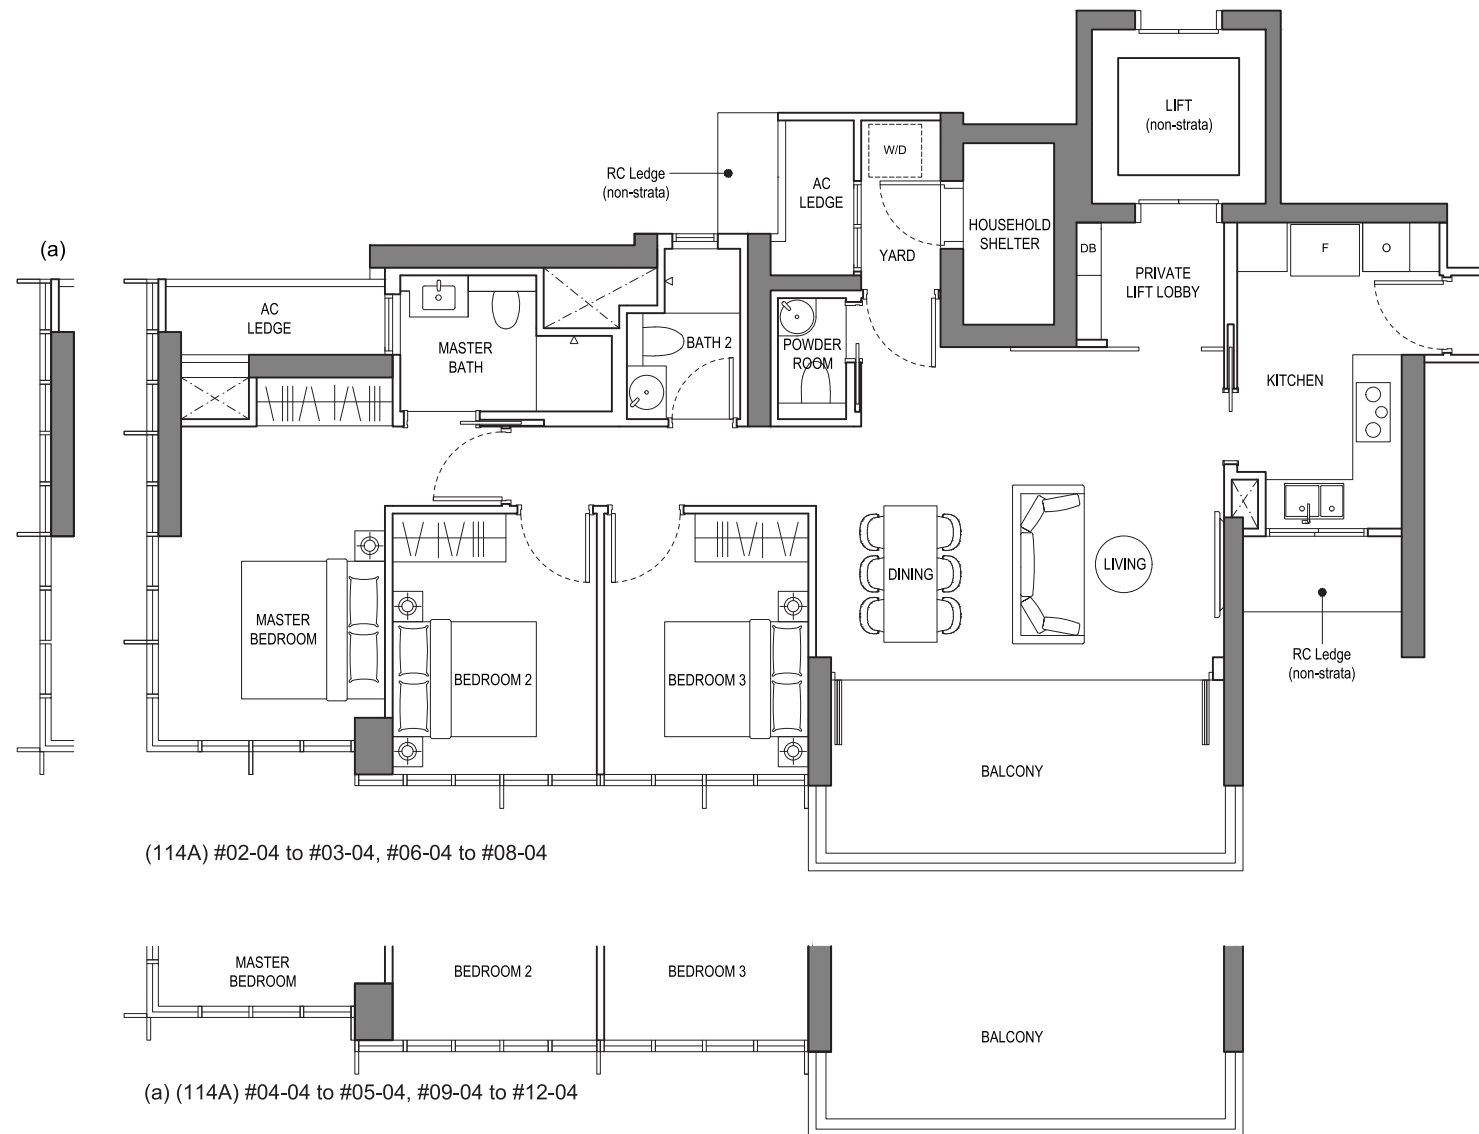 LIFT
(non-strata)
W/D
RC Ledge
(non-strata)
AC
LEDGE
HOUSEHOLD
SHELTER
(a)
DB
F
O
YARD
PRIVATE
LIFT LOBBY
AC
LEDGE
MASTER
BATH
BATH 2
POWDER
ROOM
KITCHEN
DINING
LIVING
MASTER
BEDROOM
BEDROOM 2
BEDROOM 3
RC Ledge
(non-strata)
BALCONY
(114A) #02-04 to #03-04, #06-04 to #08-04
MASTER
BEDROOM
BEDROOM 2
BEDROOM 3
BALCONY
(a) (114A) #04-04 to #05-04, #09-04 to #12-04